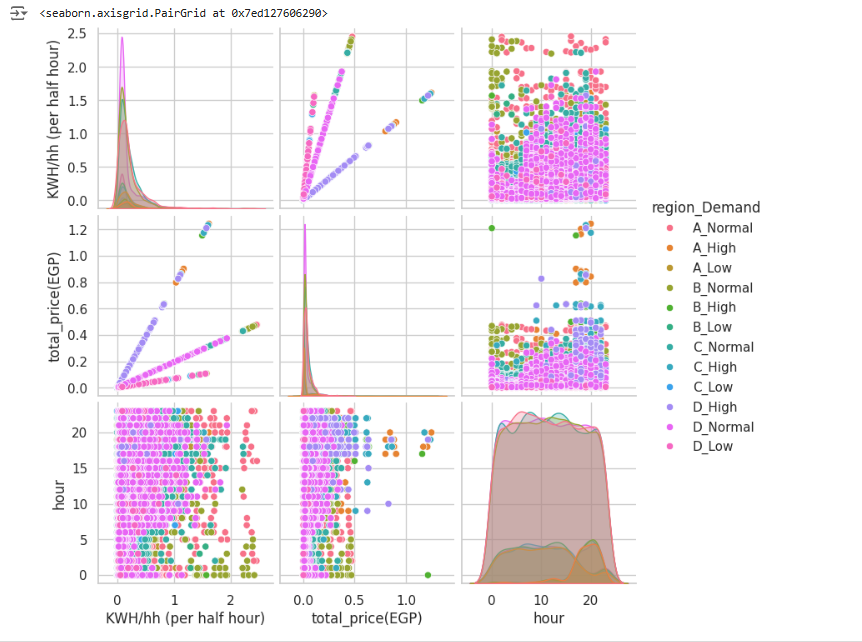 <seaborn.axisgrid.PairGrid at 0x7ed127606290>
KWH/hh (per half hour)
2.5
2.0
1.5
1.0
0.5
0.0
total_price(EGP)
1.2
1.0
0.8
0.6
0.4
0.2
0.0
hour
20
15
10
5
0
0 1 2
KWH/hh (per half hour)
0.0 0.5 1.0
total_price(EGP)
0 10 20
hour
region_Demand
A_Normal
A_High
A_Low
B_Normal
B_High
B_Low
C_Normal
C_High
C_Low
D_High
D_Normal
D_Low